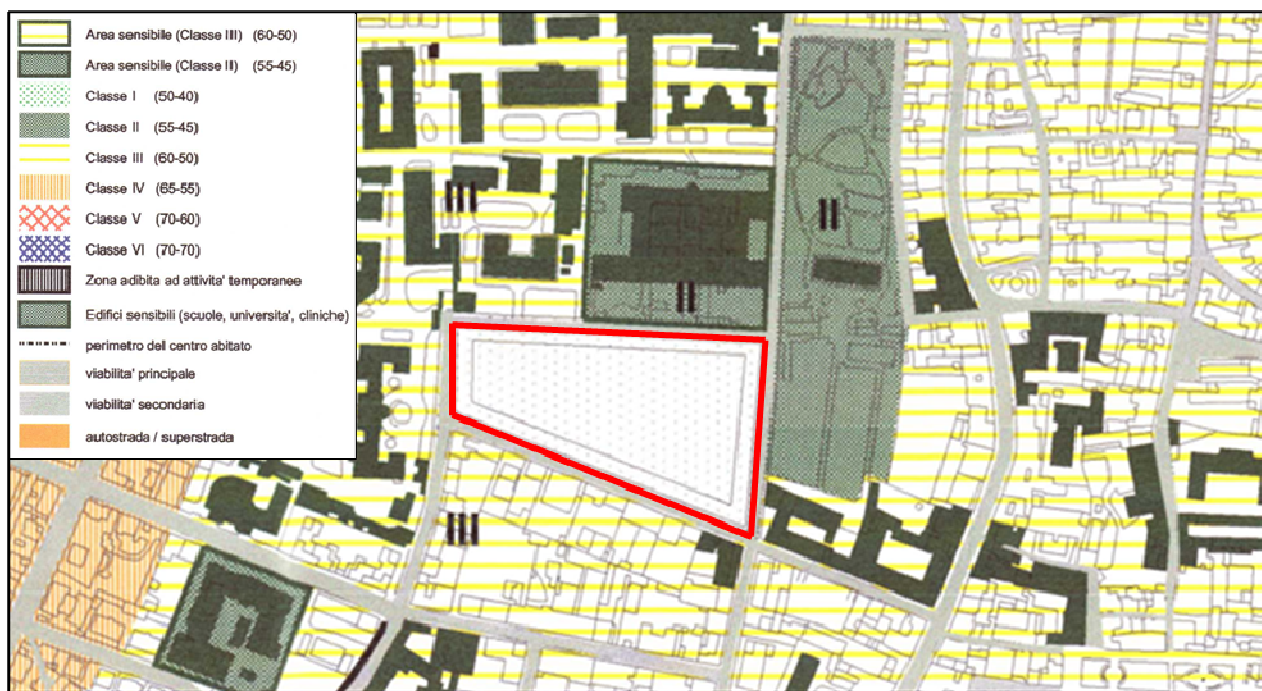 Area sensibile (Classe III) (60-50)
Area sensibile (Classe II) (55-45)
Classe I (50-40)
Classe II (55-45)
Classe III (60-50)
Classe IV (65-55)
Classe V (70-60)
Classe VI (70-70)
Zona adibita ad attivita' temporanee
Edifici sensibili (scuole, universita', cliniche)
perimetro del centro abitato
viabilita' principale
viabilita' secondaria
autostrada / superstrada
III
II
II
III